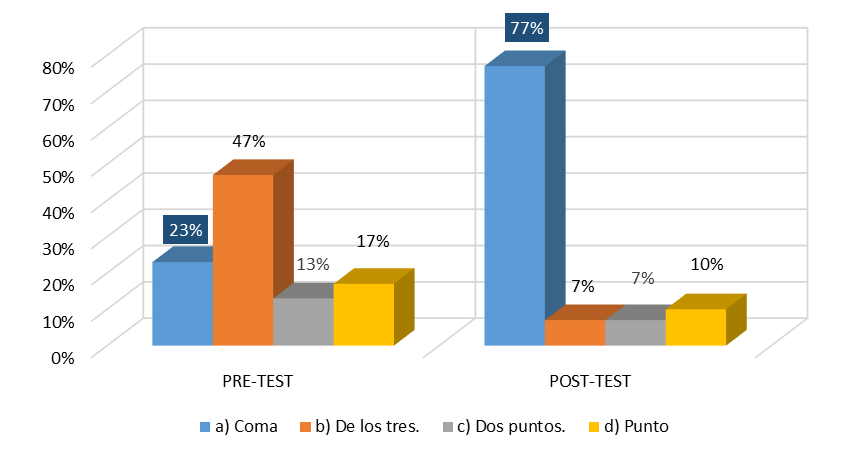 77%
80%
70%
60%
47%
50%
40%
23%
30%
13%
17%
20%
7%
7%
10%
10%
0%
PRE-TEST
POST-TEST
a) Coma
b) De los tres.
c) Dos puntos.
d) Punto